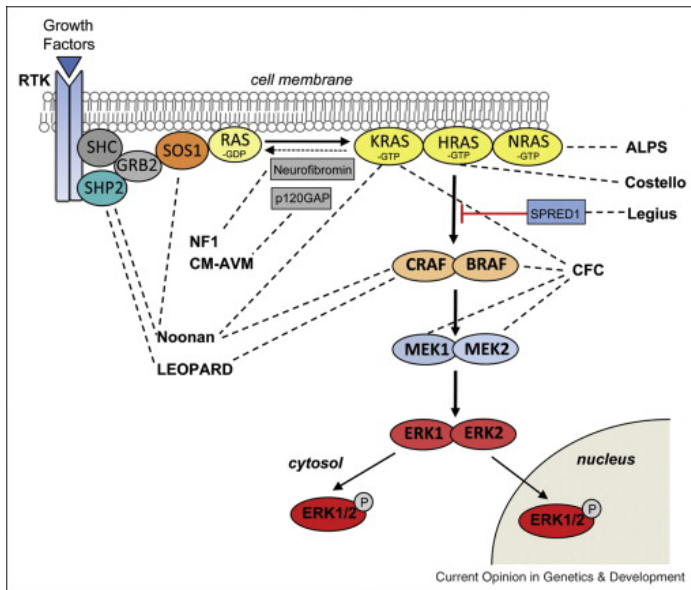 Growth
Factors
RTK
cell membrane
SHC
GRB2
SOS1
RAS
-GDP
KRAS
-GTP
HRAS
-GTP
NRAS
-GTP
ALPS
SHP2
Neurofibromin
p120GAP
Costello
SPRED1
Legius
NF1
CM-AVM
CRAF
BRAF
CFC
Noonan
LEOPARD
MEK1
MEK2
ERK1
ERK2
cytosol
nucleus
ERK1/2
P
ERK1/2
P
Current Opinion in Genetics & Development